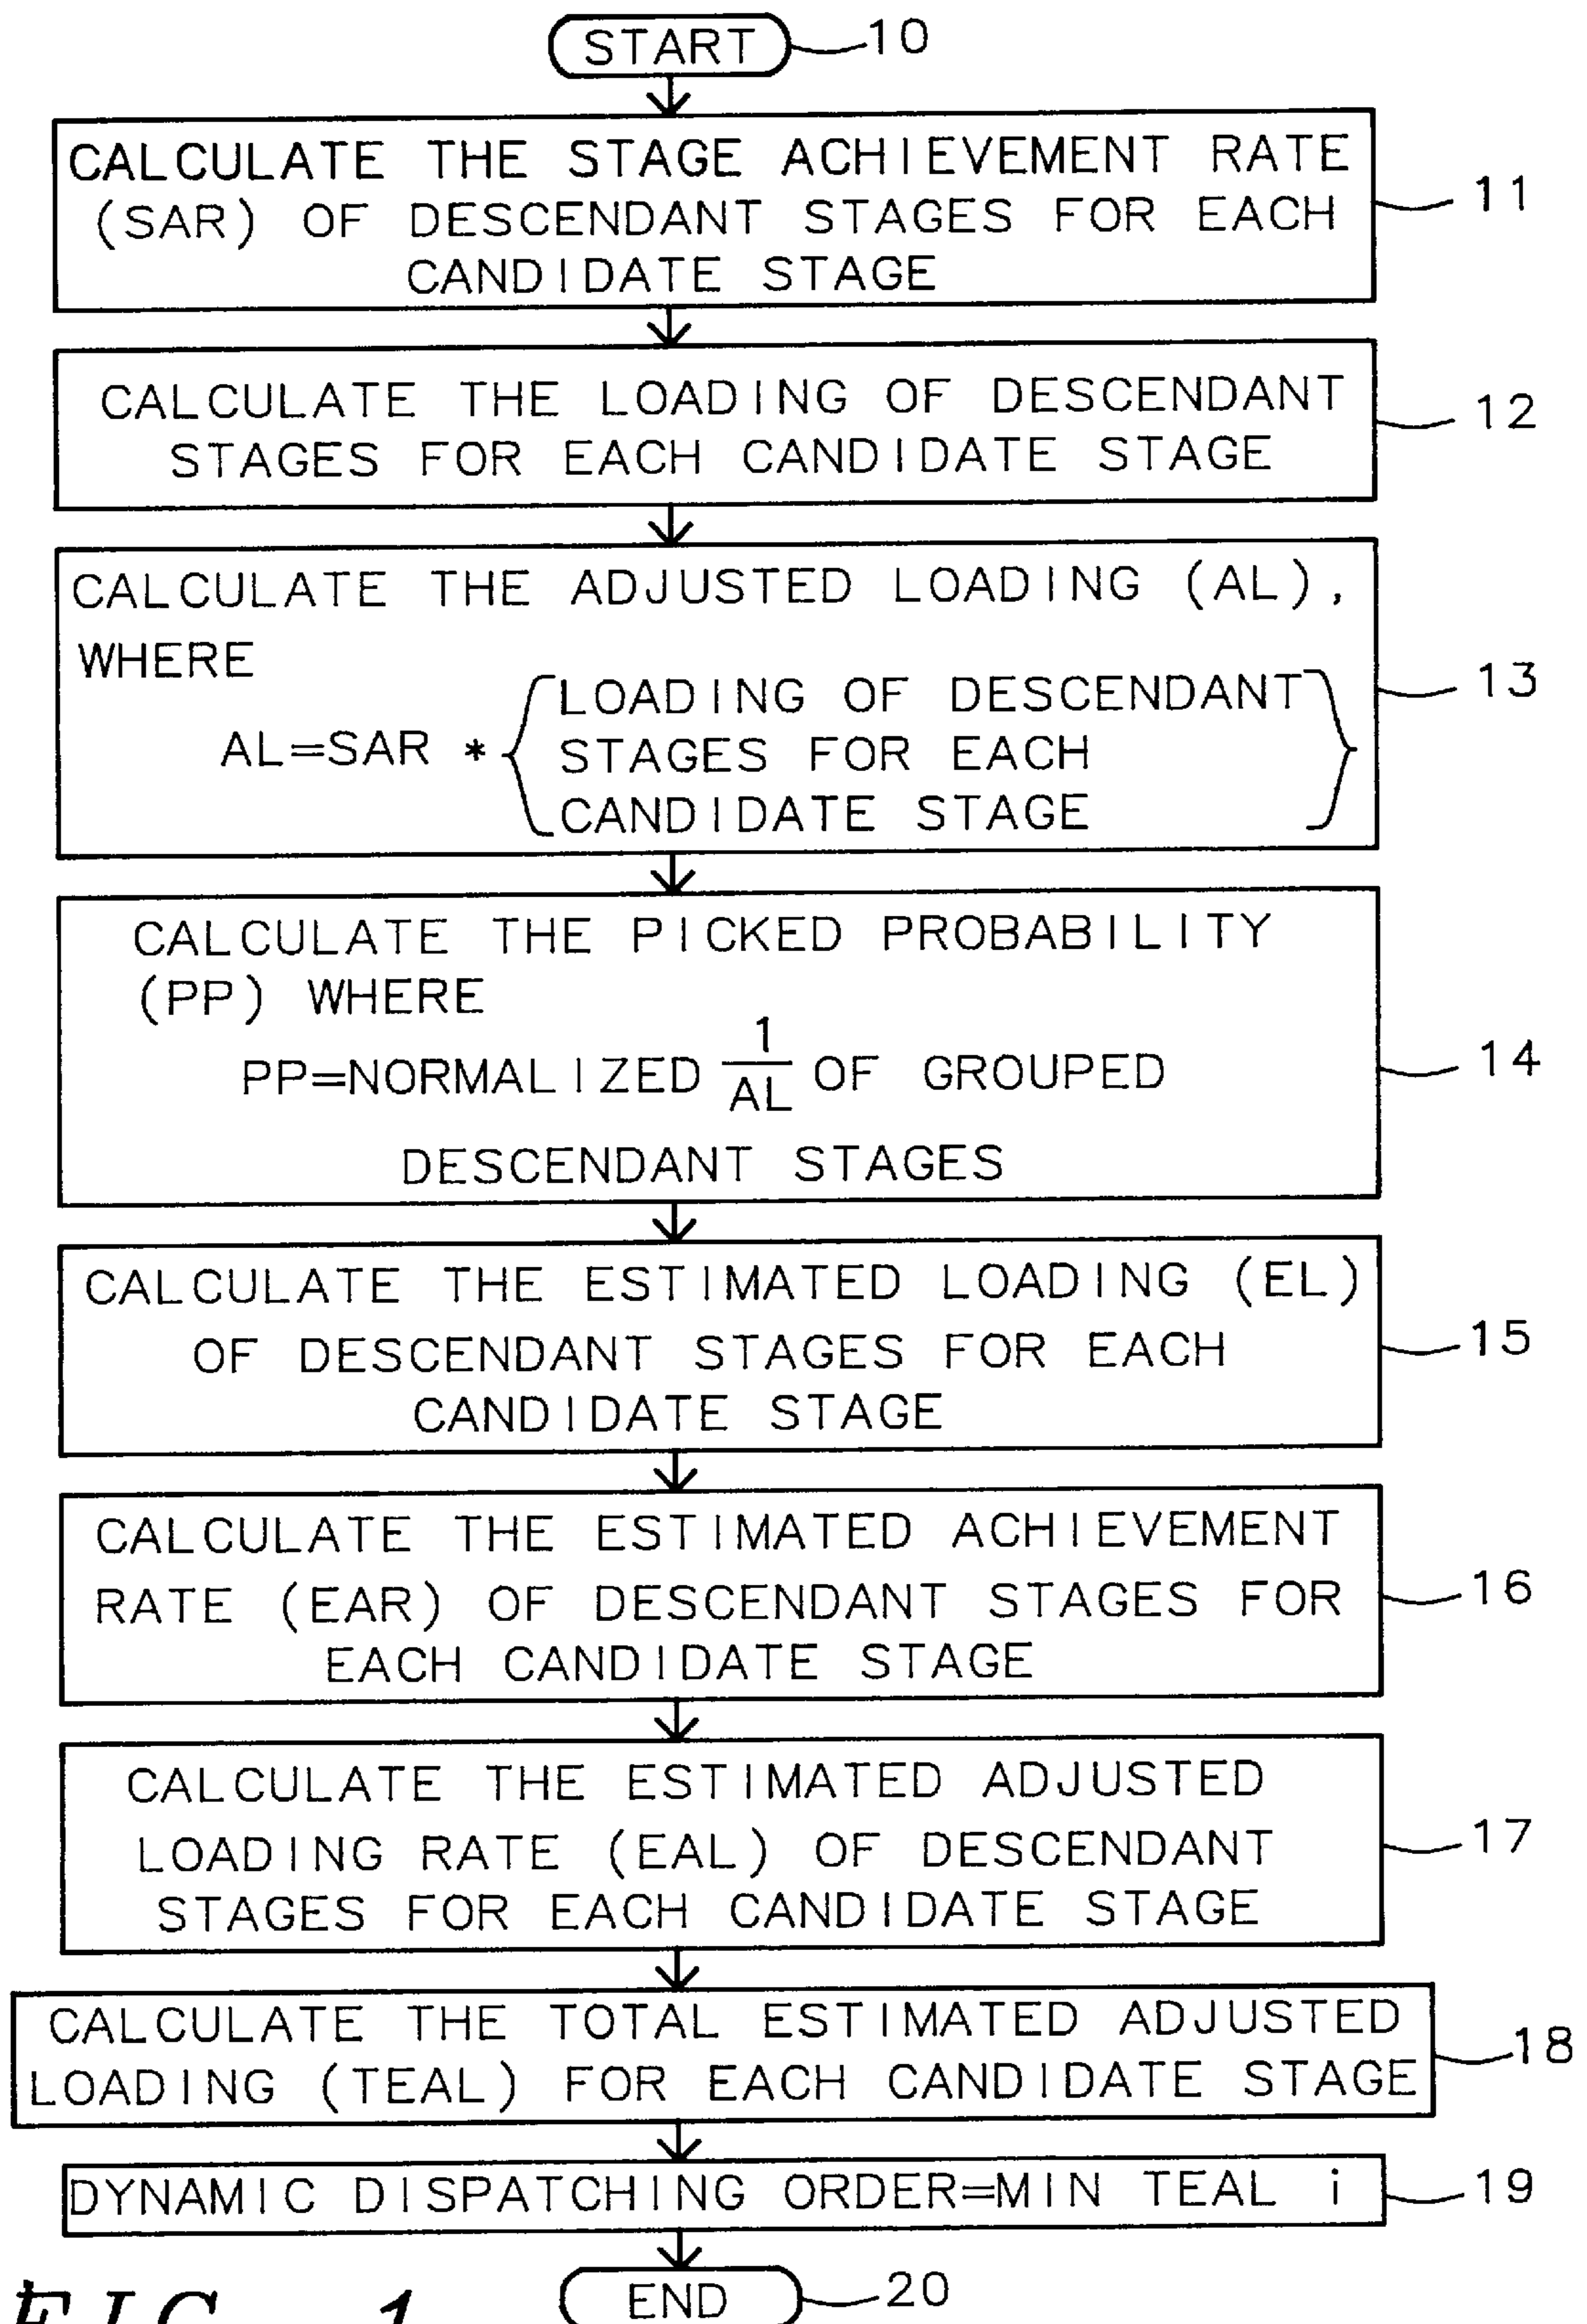 START 10
CALCULATE THE STAGE ACHIEVEMENT RATE
(SAR) OF DESCENDANT STAGES FOR EACH 11
CANDIDATE STAGE
CALCULATE THE LOADING OF DESCENDANT 12
STAGES FOR EACH CANDIDATE STAGE
CALCULATE THE ADJUSTED LOADING (AL),
WHERE
LOADING OF DESCENDANT 13
AL=SAR * { STAGES FOR EACH }
CANDIDATE STAGE
CALCULATE THE PICKED PROBABILITY
(PP) WHERE
PP=NORMALIZED 1/AL OF GROUPED 14
DESCENDANT STAGES
CALCULATE THE ESTIMATED LOADING (EL)
OF DESCENDANT STAGES FOR EACH 15
CANDIDATE STAGE
CALCULATE THE ESTIMATED ACHIEVEMENT
RATE (EAR) OF DESCENDANT STAGES FOR 16
EACH CANDIDATE STAGE
CALCULATE THE ESTIMATED ADJUSTED
LOADING RATE (EAL) OF DESCENDANT 17
STAGES FOR EACH CANDIDATE STAGE
CALCULATE THE TOTAL ESTIMATED ADJUSTED
LOADING (TEAL) FOR EACH CANDIDATE STAGE 18
DYNAMIC DISPATCHING ORDER=MIN TEAL i 19
END 20
FIG. 1